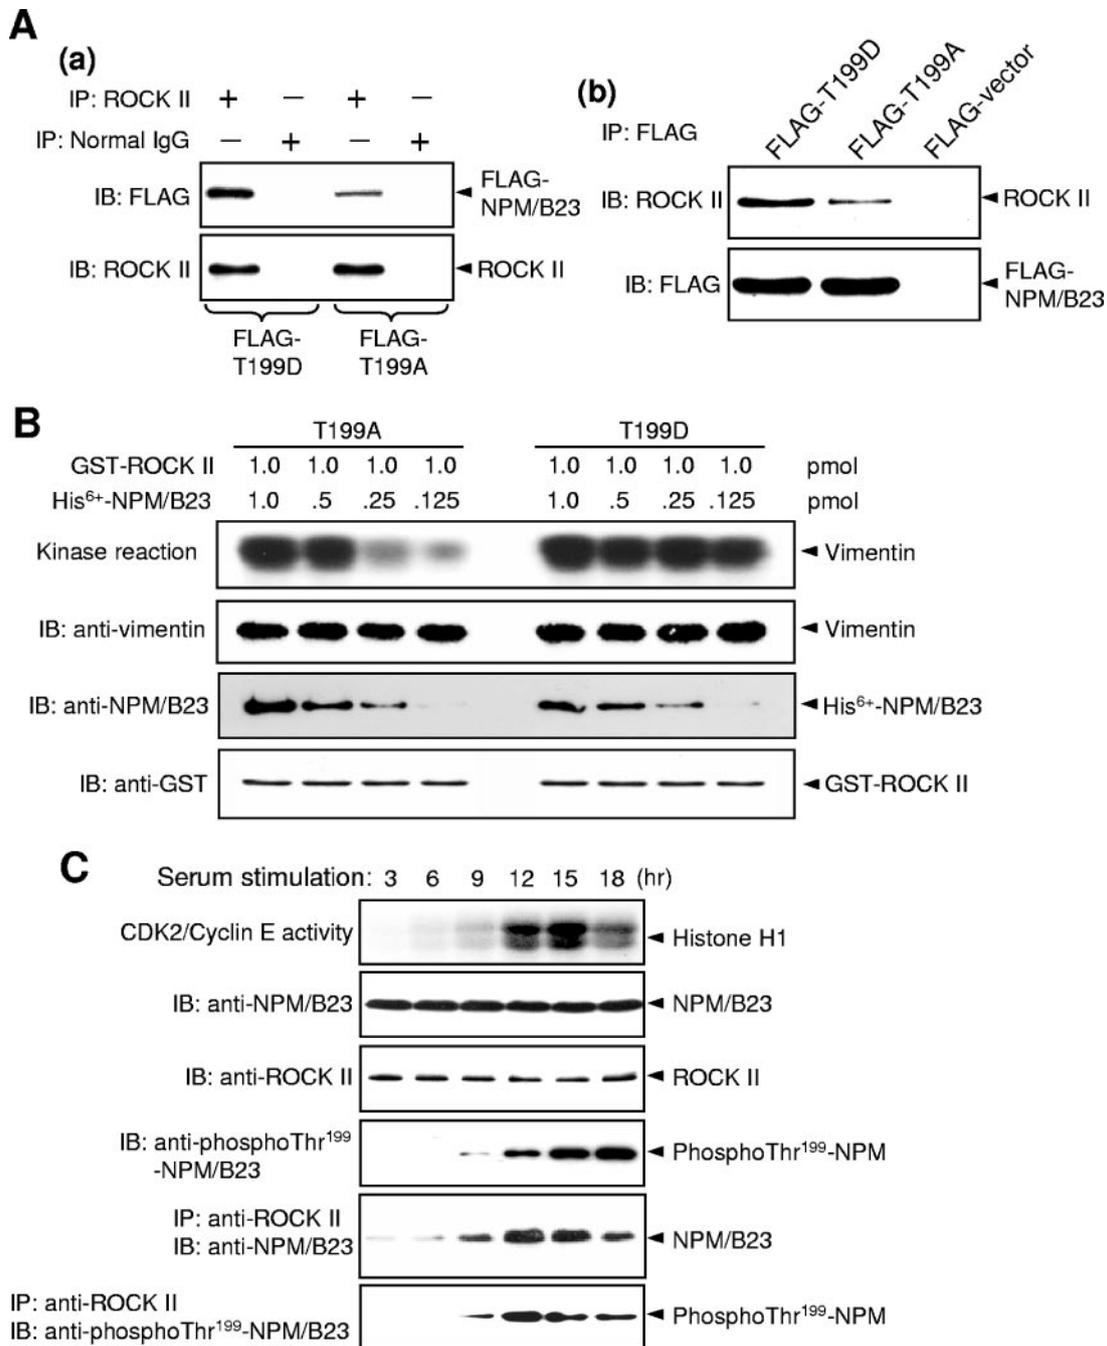 A
(a)
IP: ROCK II + – + –
IP: Normal IgG – + – +
IB: FLAG
FLAG-
NPM/B23
IB: ROCK II
ROCK II
FLAG-
T199D
FLAG-
T199A
(b)
IP: FLAG
FLAG-T199D
FLAG-T199A
FLAG-vector
IB: ROCK II
ROCK II
IB: FLAG
FLAG-
NPM/B23
B
T199A T199D
GST-ROCK II 1.0 1.0 1.0 1.0 1.0 1.0 1.0 1.0 pmol
His⁶⁺-NPM/B23 1.0 .5 .25 .125 1.0 .5 .25 .125 pmol
Kinase reaction Vimentin
IB: anti-vimentin Vimentin
IB: anti-NPM/B23 His⁶⁺-NPM/B23
IB: anti-GST GST-ROCK II
C
Serum stimulation: 3 6 9 12 15 18 (hr)
CDK2/Cyclin E activity Histone H1
IB: anti-NPM/B23 NPM/B23
IB: anti-ROCK II ROCK II
IB: anti-phosphoThr¹⁹⁹
-NPM/B23
PhosphoThr¹⁹⁹-NPM
IP: anti-ROCK II
IB: anti-NPM/B23
NPM/B23
IP: anti-ROCK II
IB: anti-phosphoThr¹⁹⁹-NPM/B23
PhosphoThr¹⁹⁹-NPM